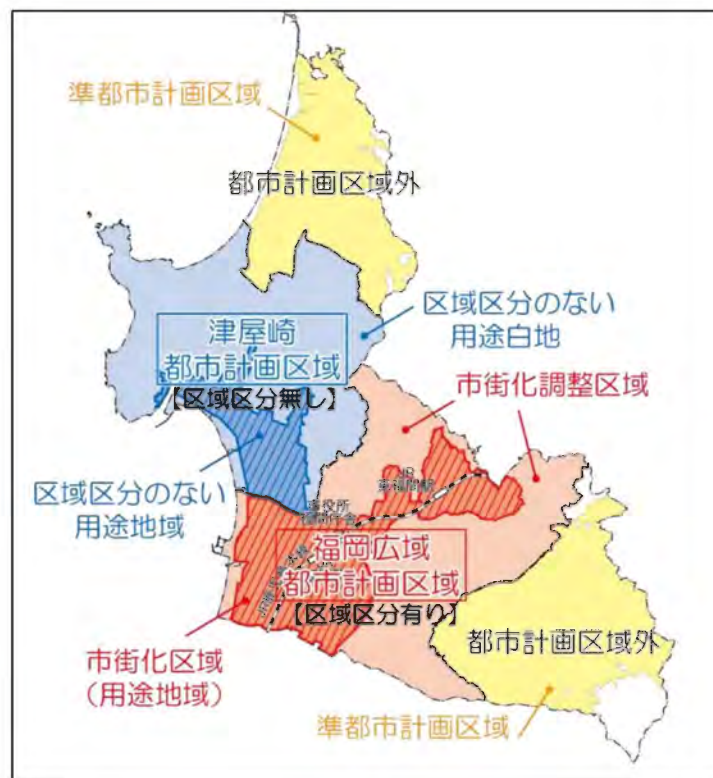 準都市計画区域
都市計画区域外
区域区分のない
用途白地
津屋崎
都市計画区域
【区域区分無し】
市街化調整区域
区域区分のない
用途地域
JR
東福間駅
福岡広域
都市計画区域
【区域区分有り】
市街化区域
(用途地域)
都市計画区域外
準都市計画区域